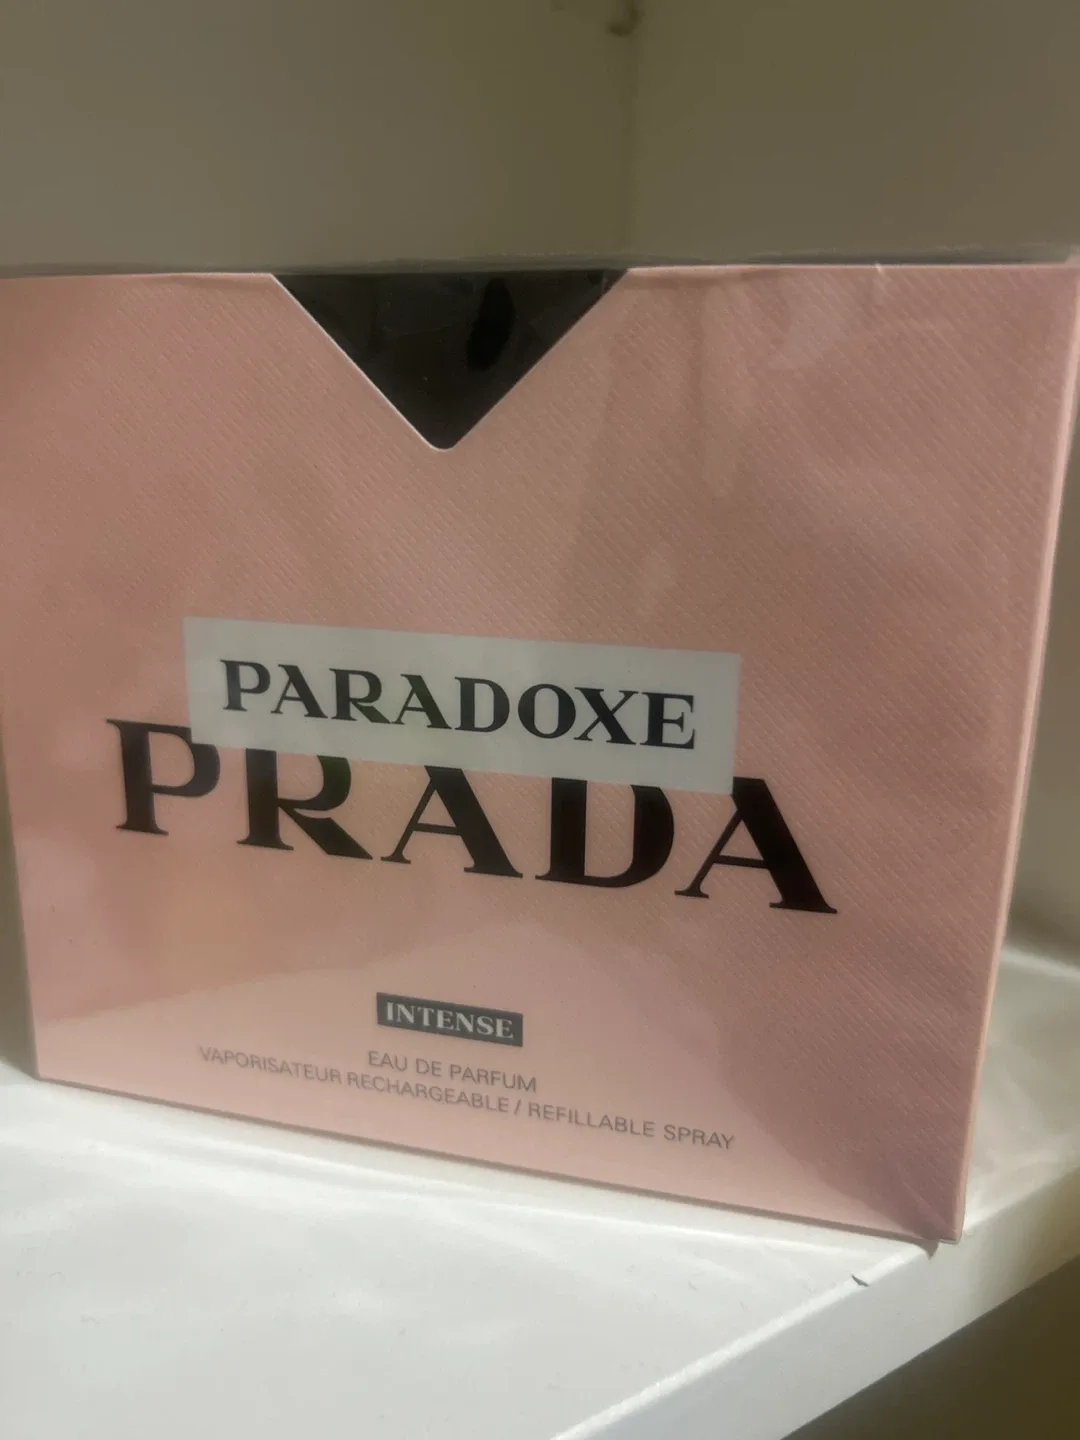 PARADOXE
PRADA
INTENSE
EAU DE PARFUM
VAPORISATEUR RECHARGEABLE / REFILLABLE SPRAY